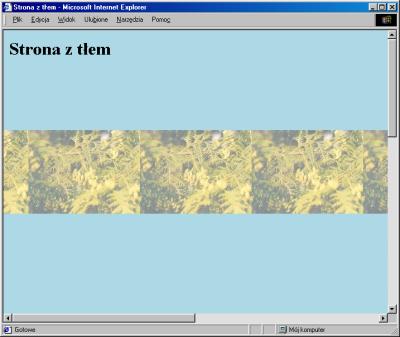 Strona z tłem - Microsoft Internet Explorer
Plik Edycja Widok Ulubione Narzędzia Pomoc
Strona z tłem
Gotowe Mój komputer